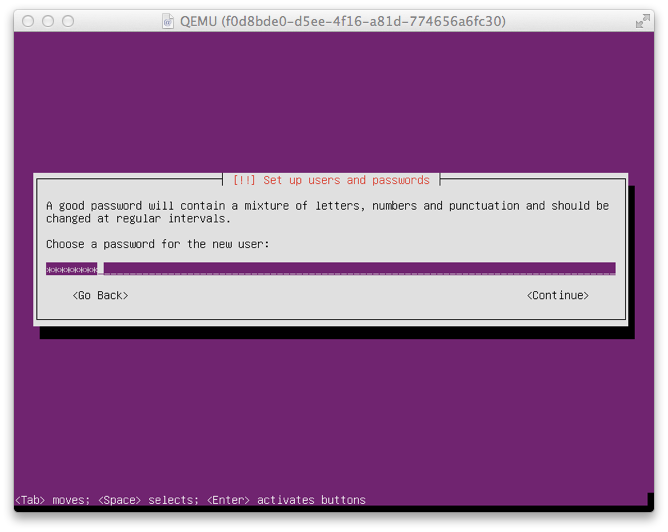 QEMU (f0d8bde0-d5ee-4f16-a81d-774656a6fc30)
[!!] Set up users and passwords
A good password will contain a mixture of letters, numbers and punctuation and should be
changed at regular intervals.
Choose a password for the new user:
********
<Go Back> <Continue>
<Tab> moves; <Space> selects; <Enter> activates buttons